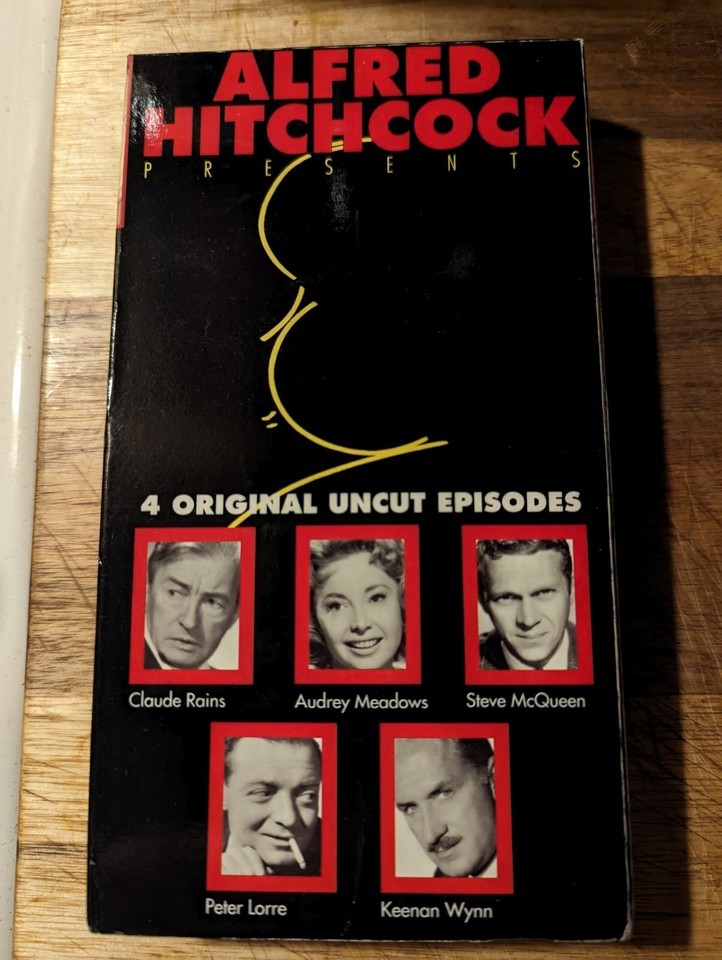 ALFRED
HITCHCOCK
PRESENTS
4 ORIGINAL UNCUT EPISODES
Claude Rains
Audrey Meadows
Steve McQueen
Peter Lorre
Keenan Wynn